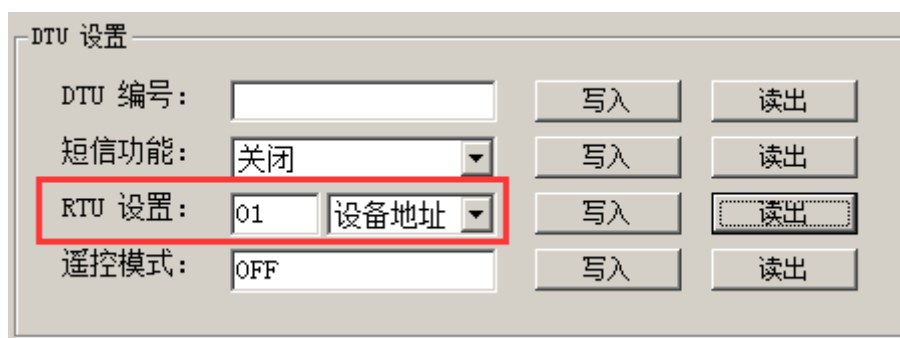 DTU 设置
DTU 编号: 写入 读出
短信功能: 关闭 写入 读出
RTU 设置: 01 设备地址 写入 读出
遥控模式: OFF 写入 读出